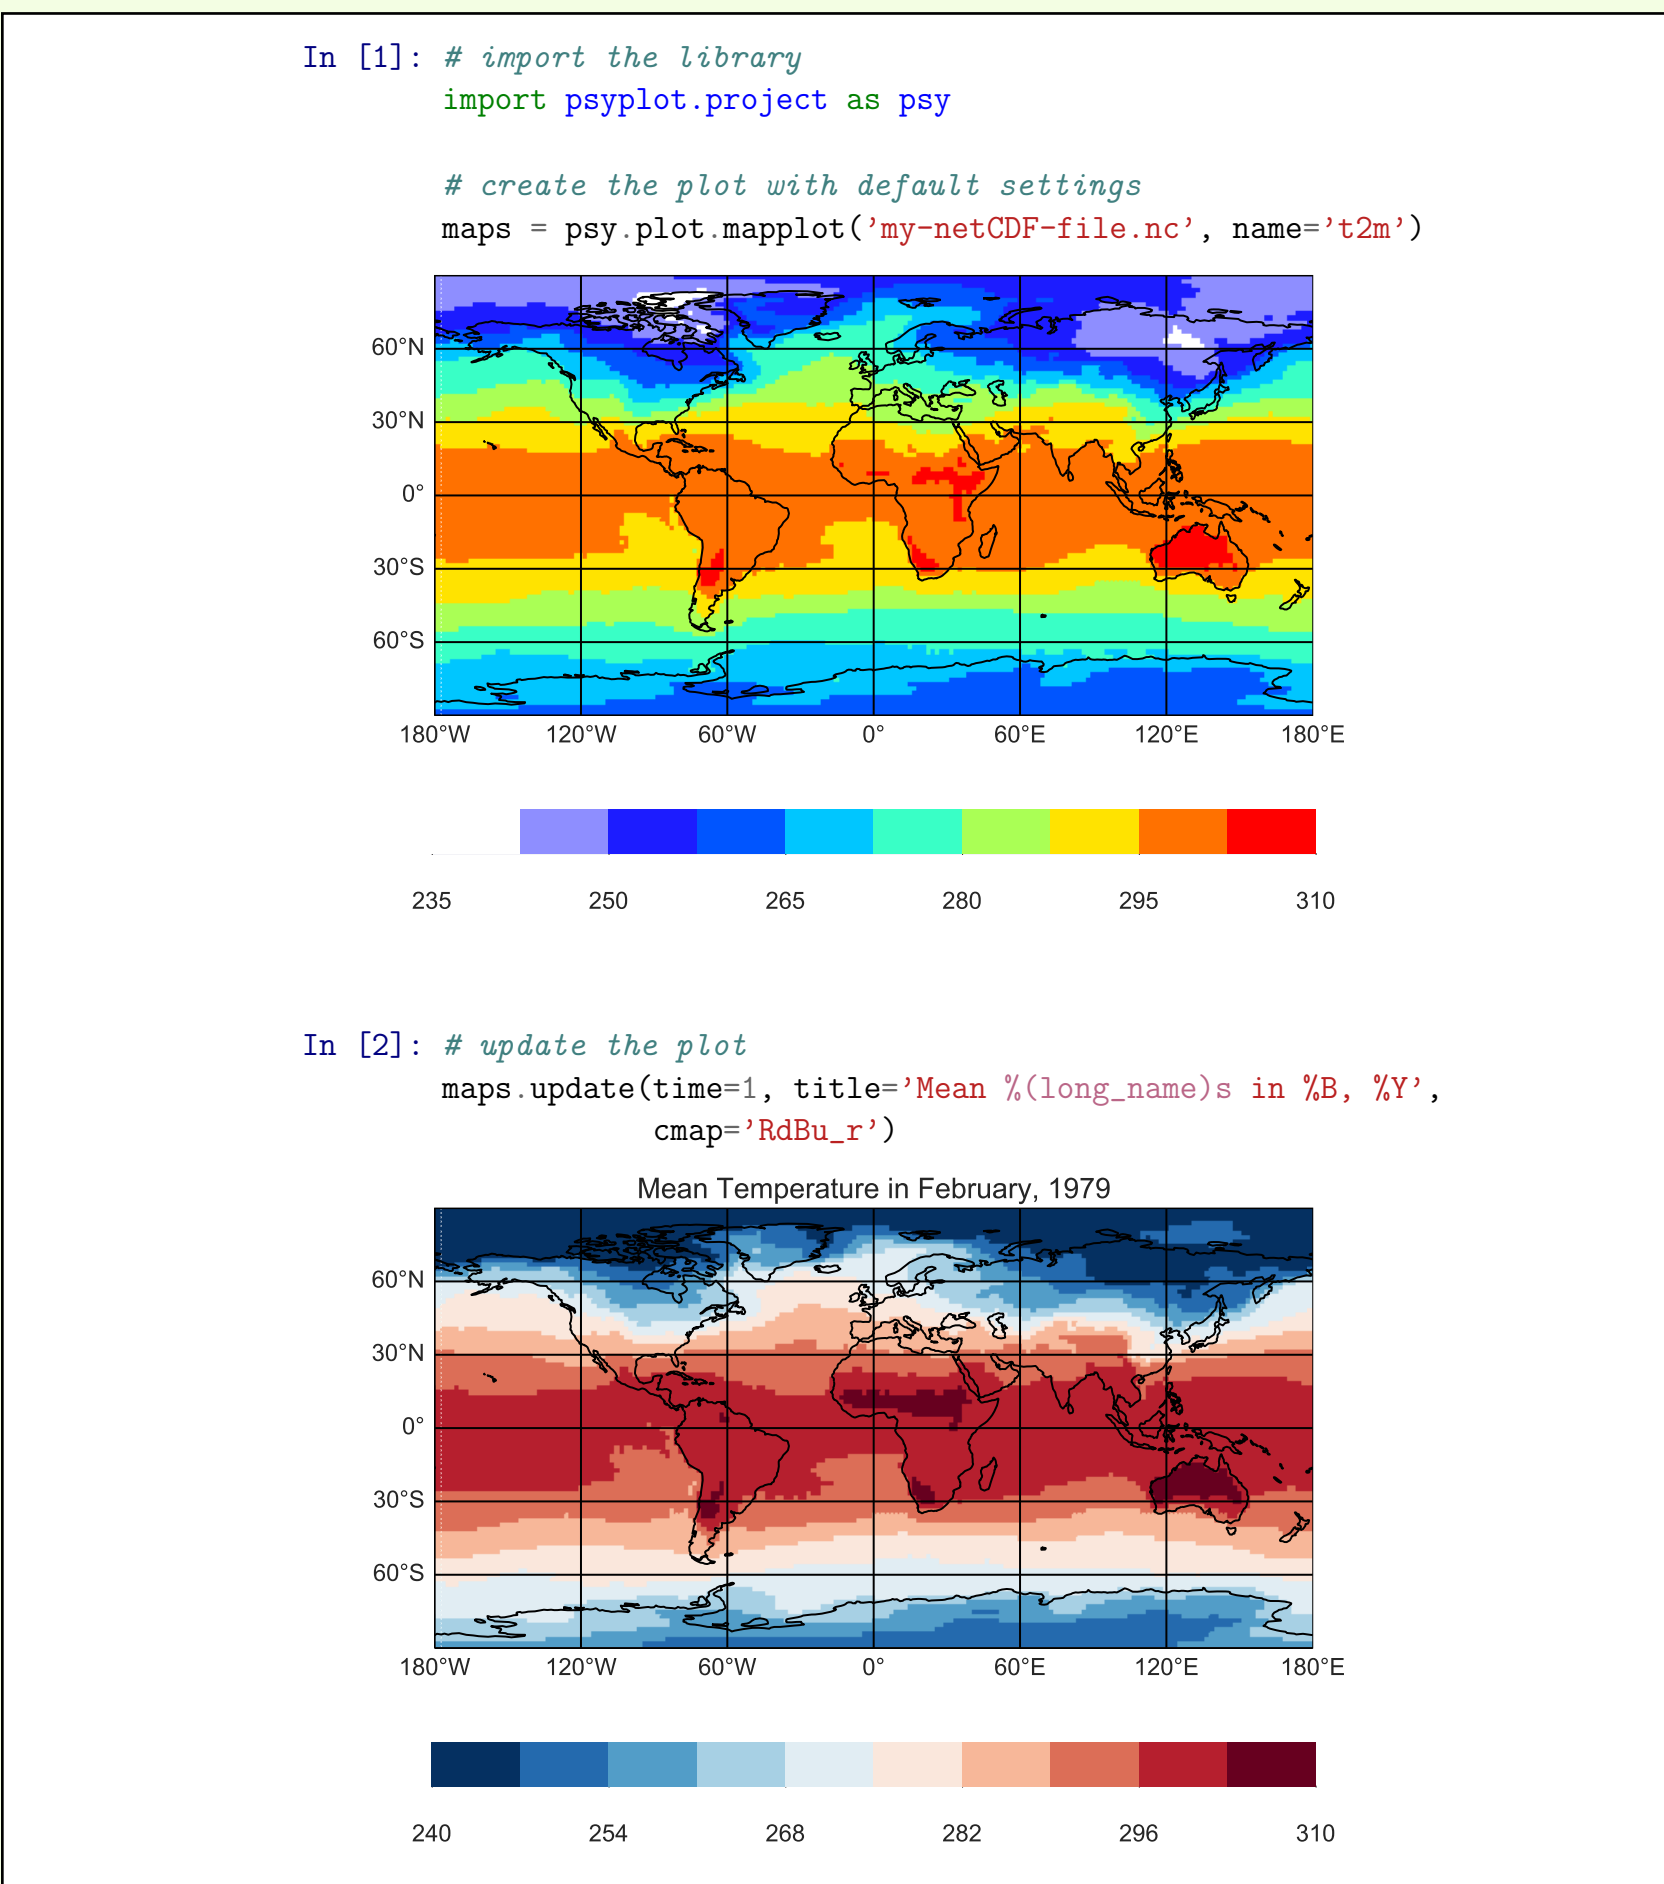 In [1]: # import the library
import psyplot.project as psy
# create the plot with default settings
maps = psy.plot.mapplot('my-netCDF-file.nc', name='t2m')
60°N
30°N
0°
30°S
60°S
180°W 120°W 60°W 0° 60°E 120°E 180°E
235 250 265 280 295 310
In [2]: # update the plot
maps.update(time=1, title='Mean %(long_name)s in %B, %Y',
cmap='RdBu_r')
Mean Temperature in February, 1979
60°N
30°N
0°
30°S
60°S
180°W 120°W 60°W 0° 60°E 120°E 180°E
240 254 268 282 296 310